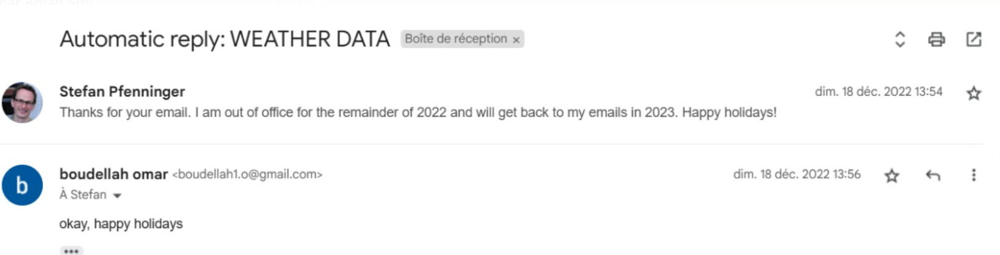 Automatic reply: WEATHER DATA Boîte de réception ×
Stefan Pfenninger dim. 18 déc. 2022 13:54
Thanks for your email. I am out of office for the remainder of 2022 and will get back to my emails in 2023. Happy holidays!
b
boudellah omar <boudellah1.o@gmail.com> dim. 18 déc. 2022 13:56
À Stefan
okay, happy holidays